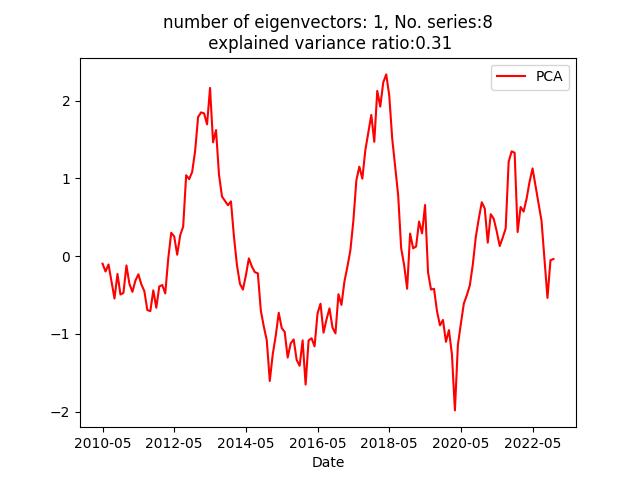 number of eigenvectors: 1, No. series:8
explained variance ratio:0.31
PCA
2
1
0
−1
−2
2010-05 2012-05 2014-05 2016-05 2018-05 2020-05 2022-05
Date